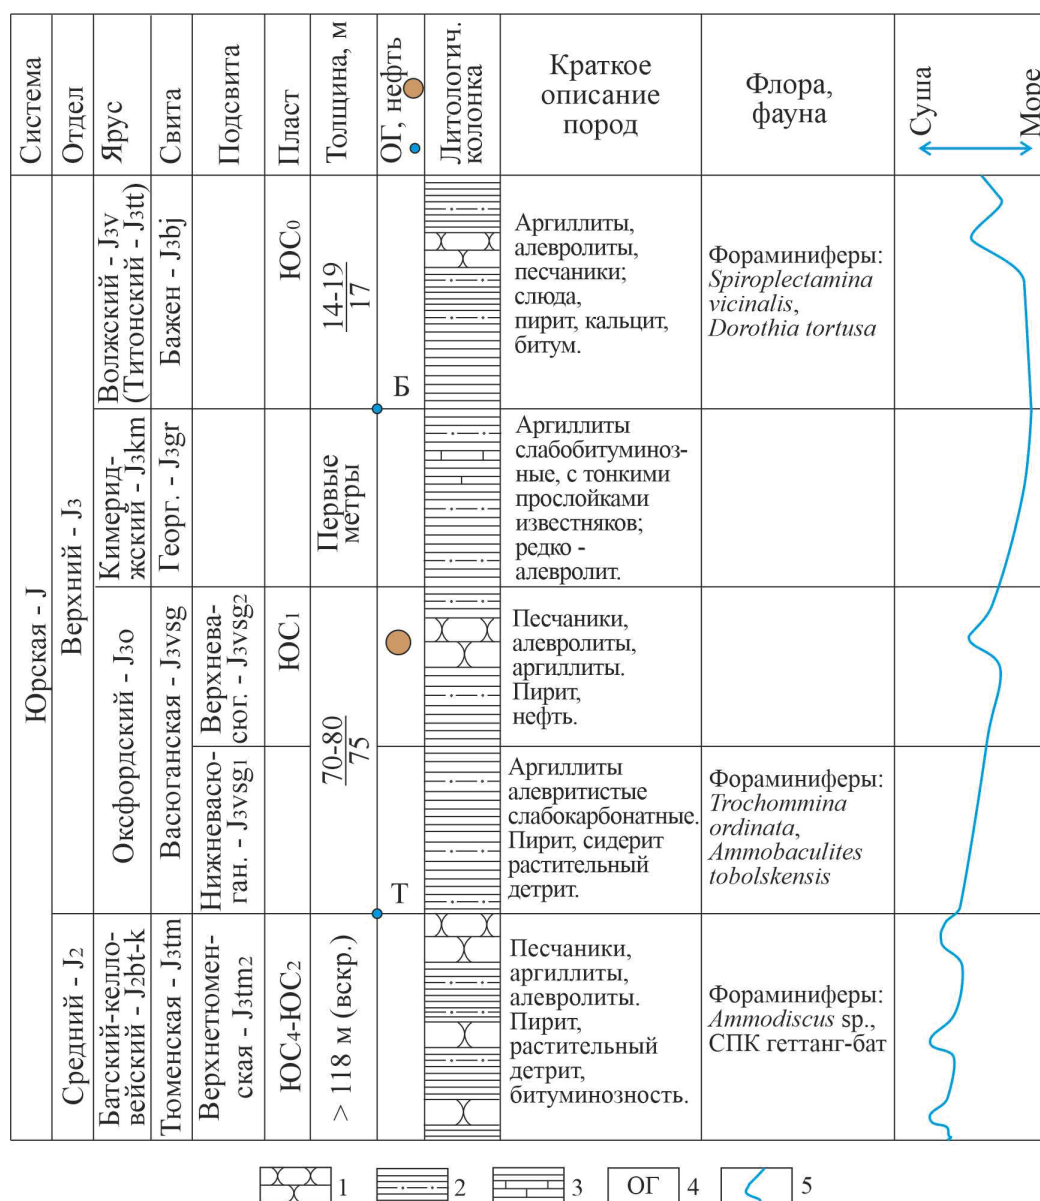 Система
Отдел
Ярус
Свита
Подсвита
Пласт
Толщина, м
ОГ, нефть
Литологич.
колонка
Краткое
описание
пород
Флора,
фауна
Суша
Море
Юрская - J
Верхний - J3
Средний - J2
Волжский - J3v
(Титонский - J3tt)
Бажен - J3bj
ЮС0
14-19
17
Б
Аргиллиты,
алевролиты,
песчаники;
слюда,
пирит, кальцит,
битум.
Фораминиферы:
Spiroplectamina
vicinalis,
Dorothia tortusa
Кимерид-
жский - J3km
Георг. - J3gr
Первые
метры
Аргиллиты
слабобитуминоз-
ные, с тонкими
прослойками
известняков;
редко -
алевролит.
Оксфордский - J3o
Васюганская - J3vsg
Верхнева-
сюг. - J3vsg2
ЮС1
70-80
75
Песчаники,
алевролиты,
аргиллиты.
Пирит,
нефть.
Нижневасю-
ган. - J3vsg1
Т
Аргиллиты
алевритистые
слабокарбонатные.
Пирит, сидерит
растительный
детрит.
Фораминиферы:
Trochommina
ordinata,
Ammobaculites
tobolskensis
Батский-келло-
вейский - J2bt-k
Тюменская - J3tm
Верхнетюмен-
ская - J3tm2
ЮС4-ЮС2
> 118 м (вскр.)
Песчаники,
аргиллиты,
алевролиты.
Пирит,
растительный
детрит,
битуминозность.
Фораминиферы:
Ammodiscus sp.,
СПК геттанг-бат
1
2
3
ОГ 4
5